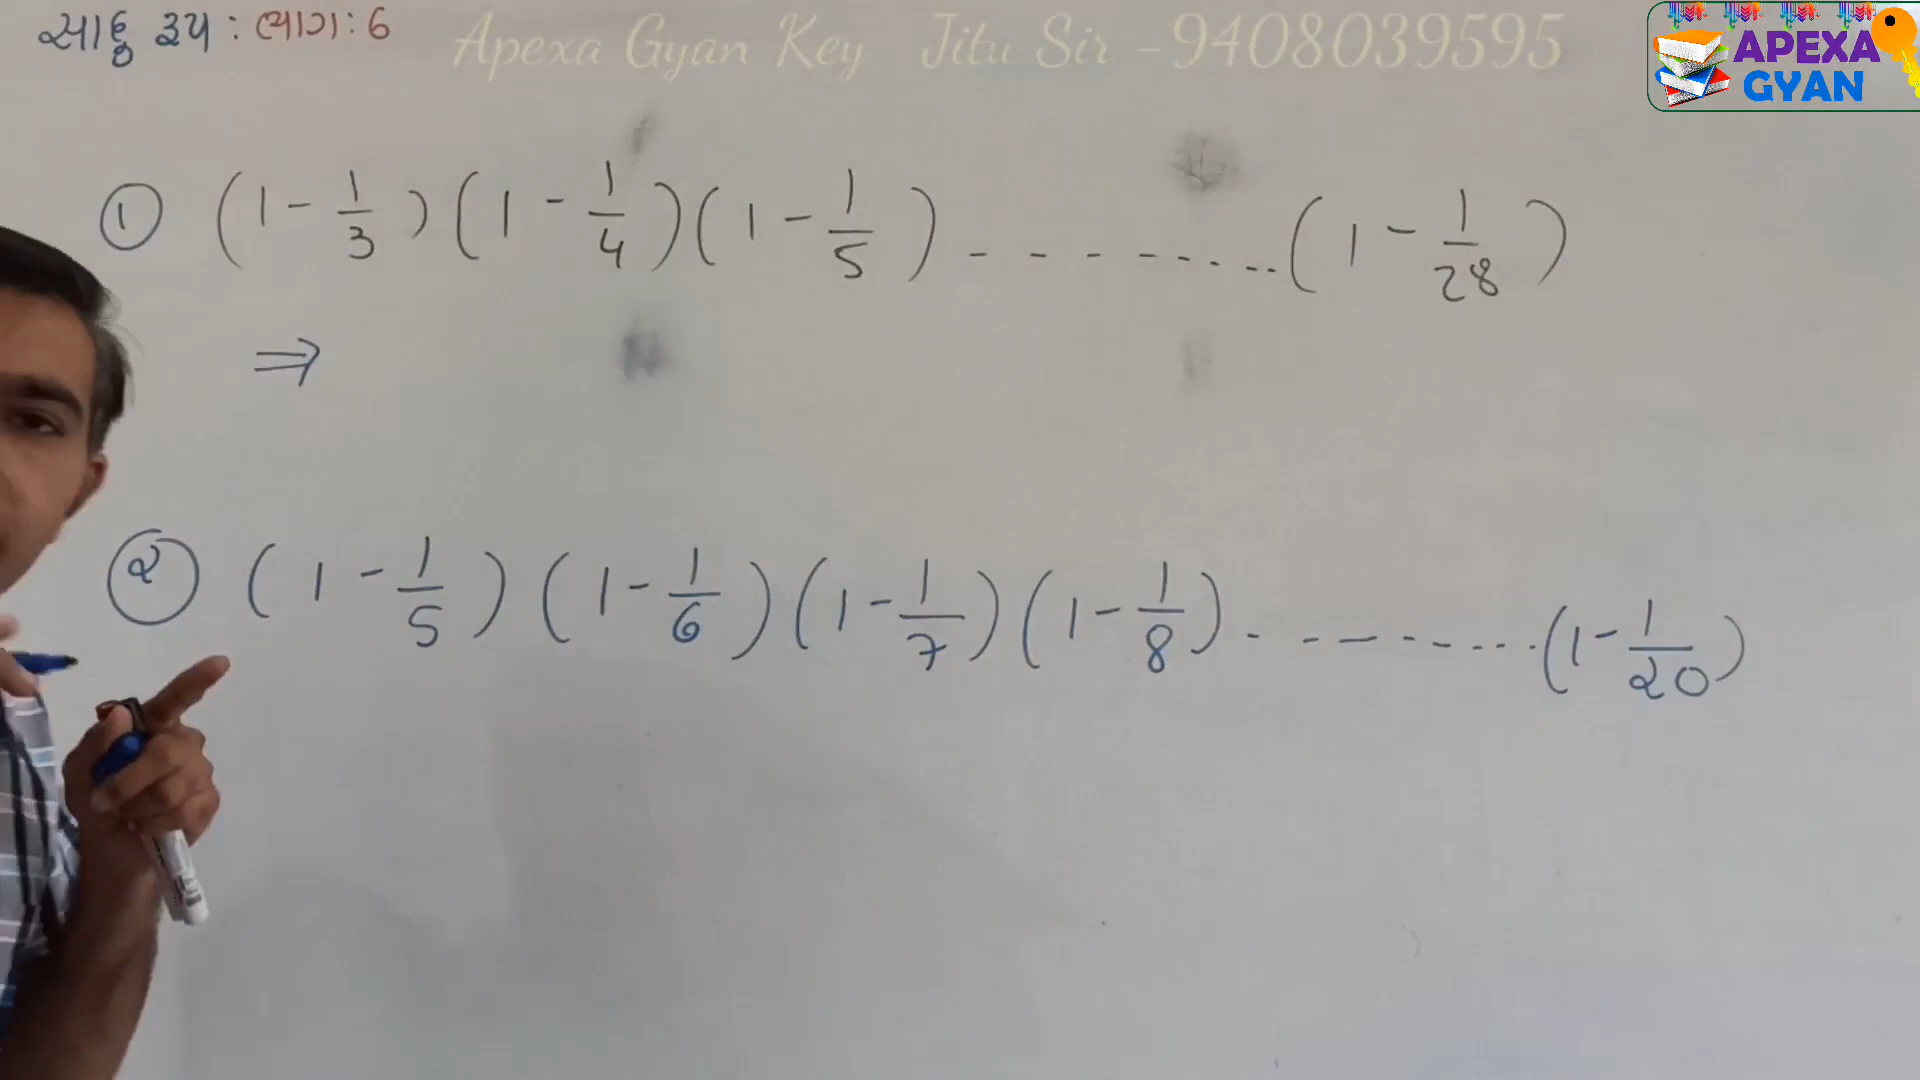 સાદું રૂપ : ભાગ : 6
Apexa Gyan Key Jitu Sir - 9408039595
APEXA
GYAN
① (1 - 1/3) (1 - 1/4) (1 - 1/5) - - - - - - - .. (1 - 1/28)
⇒
② (1 - 1/5) (1 - 1/6) (1 - 1/7) (1 - 1/8) - - - - - - - ... (1 - 1/20)